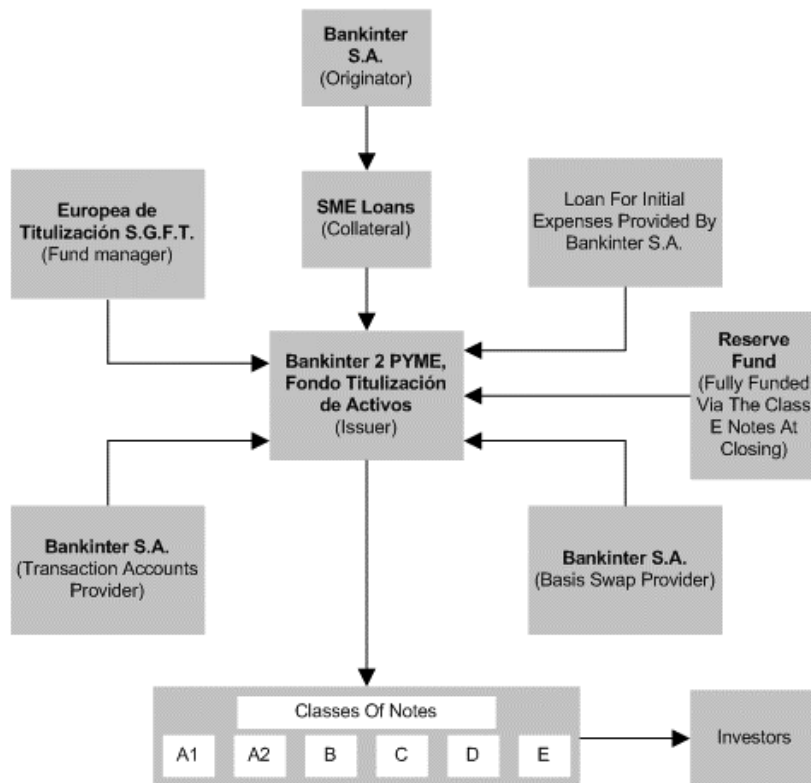 Bankinter
S.A.
(Originator)
Europea de
Titulización S.G.F.T.
(Fund manager)
SME Loans
(Collateral)
Loan For Initial
Expenses Provided By
Bankinter S.A.
Bankinter 2 PYME,
Fondo Titulización
de Activos
(Issuer)
Reserve
Fund
(Fully Funded
Via The Class
E Notes At
Closing)
Bankinter S.A.
(Transaction Accounts
Provider)
Bankinter S.A.
(Basis Swap Provider)
Classes Of Notes
A1 A2 B C D E
Investors